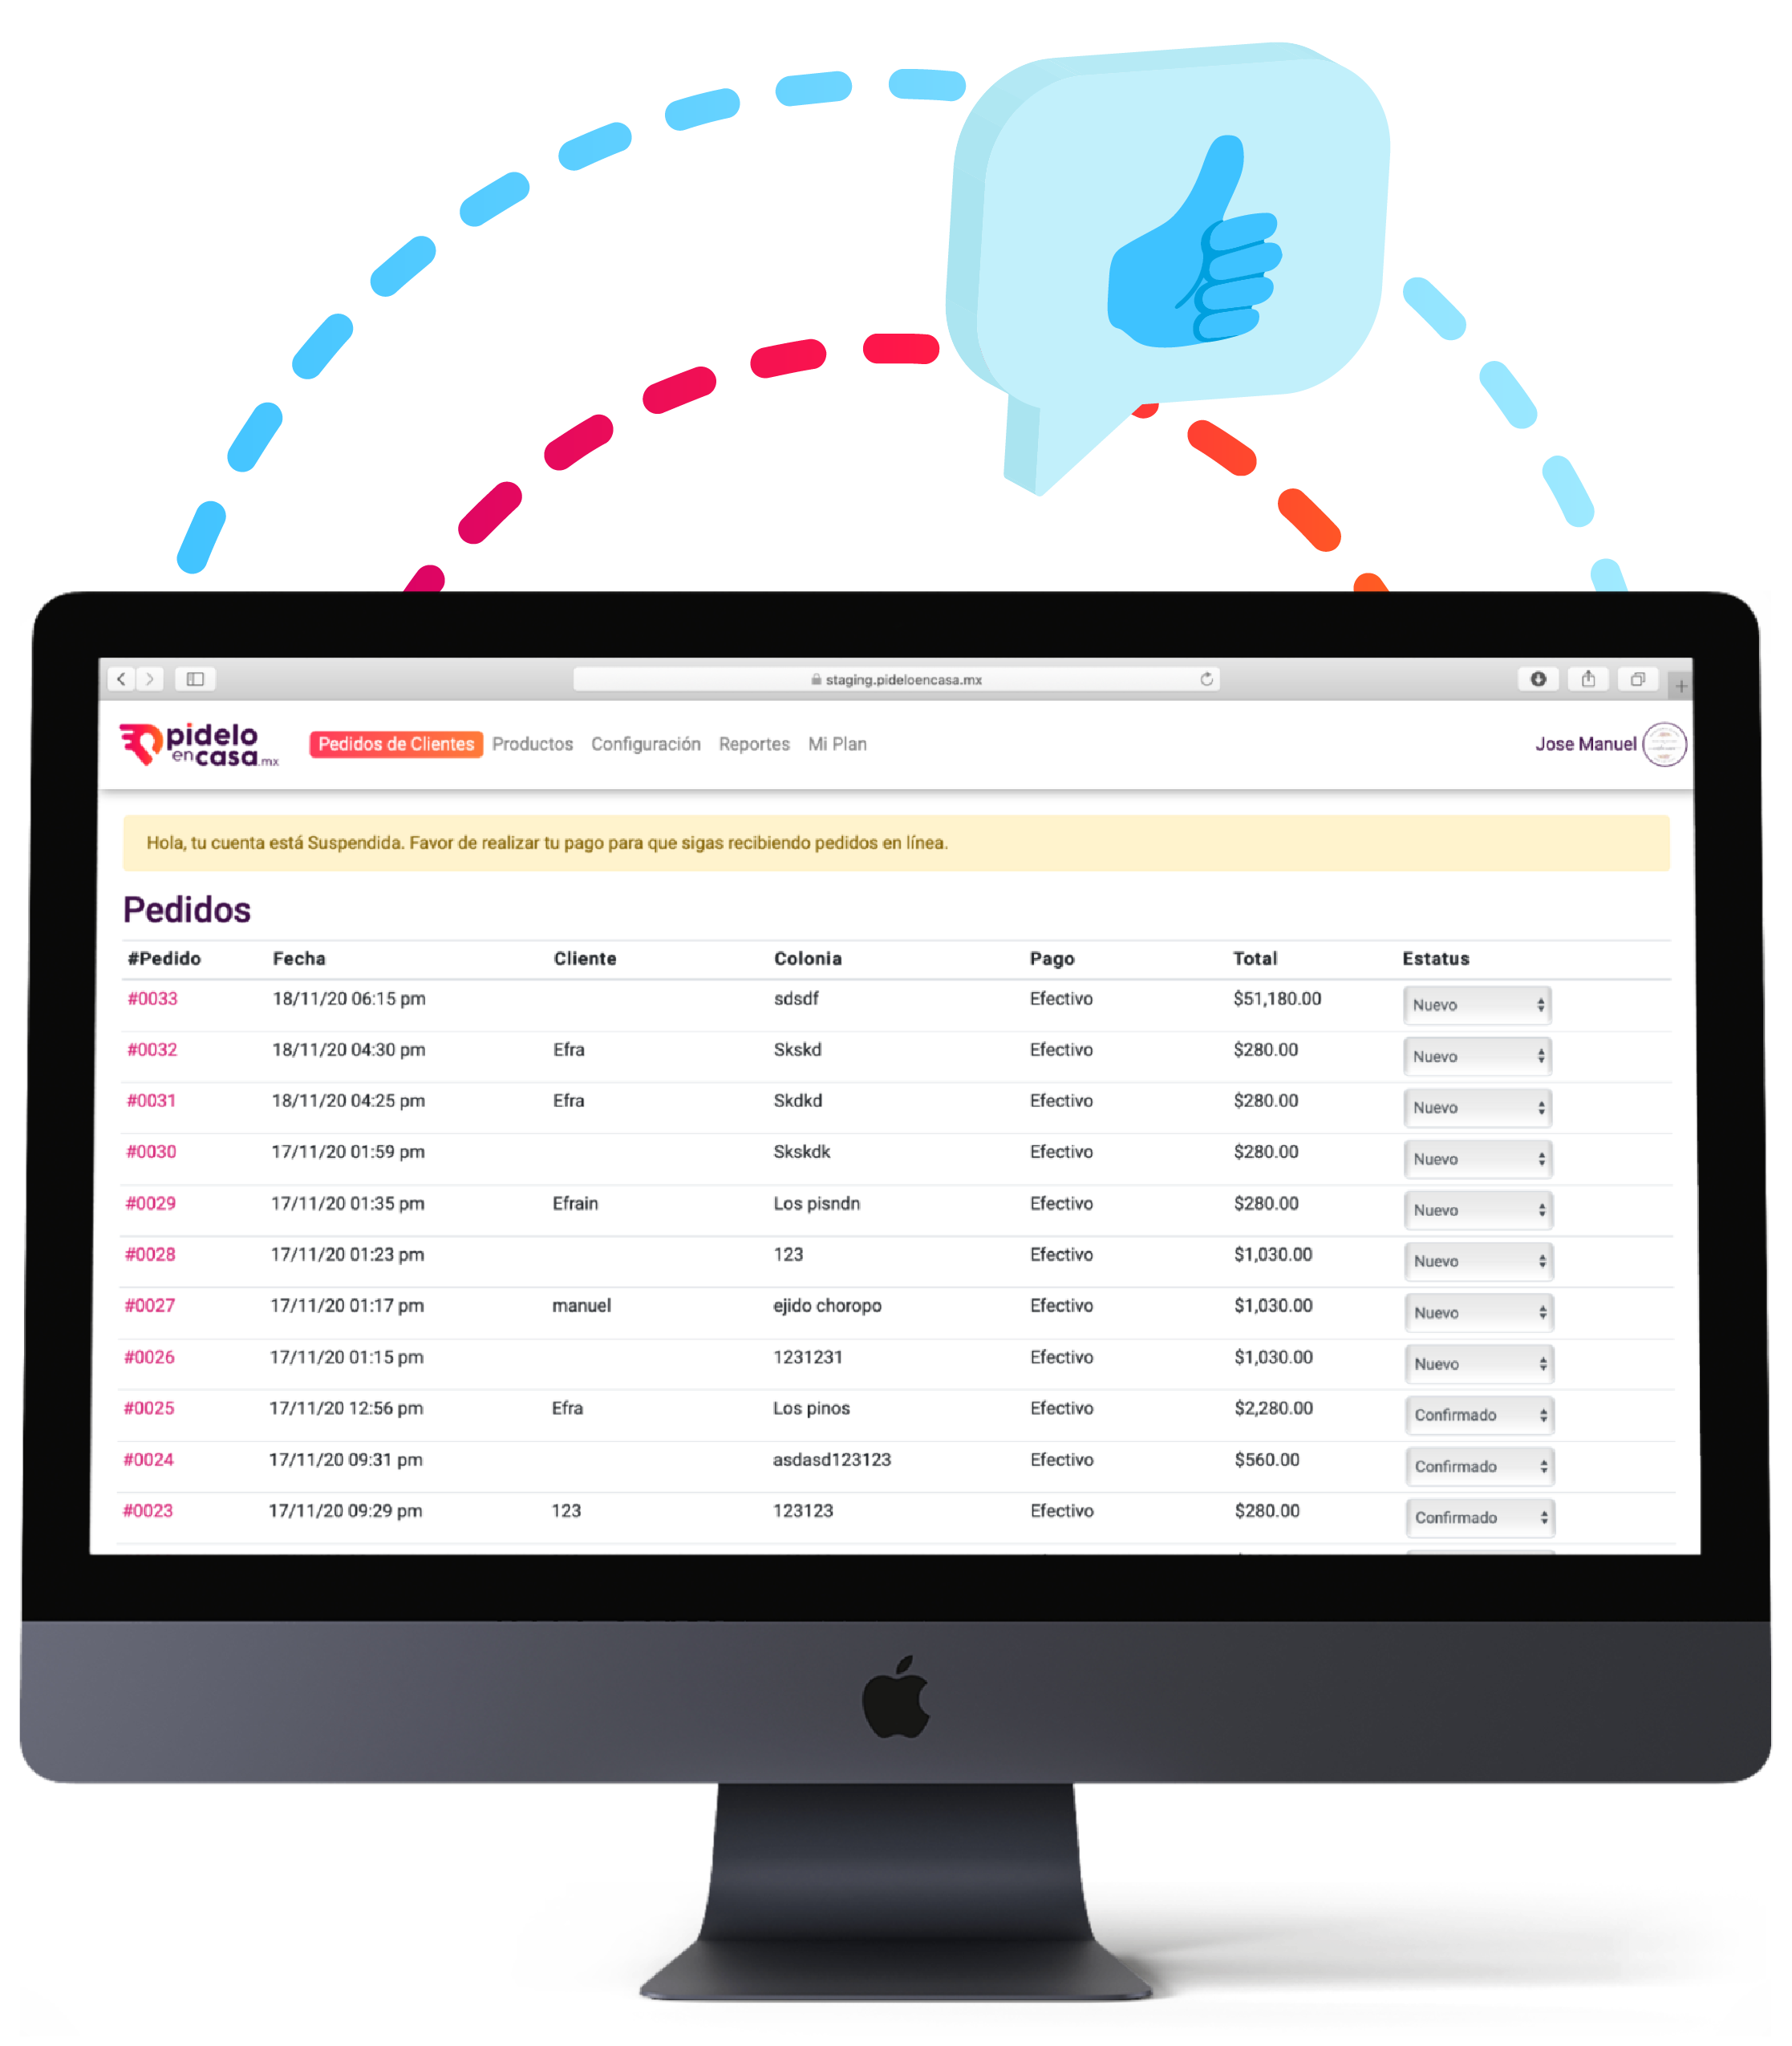 staging.pideloencasa.mx
pidelo
encasa.mx
Pedidos de Clientes Productos Configuración Reportes Mi Plan Jose Manuel
Hola, tu cuenta está Suspendida. Favor de realizar tu pago para que sigas recibiendo pedidos en línea.
Pedidos
#Pedido Fecha Cliente Colonia Pago Total Estatus
#0033 18/11/20 06:15 pm sdsdf Efectivo $51,180.00 Nuevo
#0032 18/11/20 04:30 pm Efra Skskd Efectivo $280.00 Nuevo
#0031 18/11/20 04:25 pm Efra Skdkd Efectivo $280.00 Nuevo
#0030 17/11/20 01:59 pm Skskdk Efectivo $280.00 Nuevo
#0029 17/11/20 01:35 pm Efrain Los pisndn Efectivo $280.00 Nuevo
#0028 17/11/20 01:23 pm 123 Efectivo $1,030.00 Nuevo
#0027 17/11/20 01:17 pm manuel ejido choropo Efectivo $1,030.00 Nuevo
#0026 17/11/20 01:15 pm 1231231 Efectivo $1,030.00 Nuevo
#0025 17/11/20 12:56 pm Efra Los pinos Efectivo $2,280.00 Confirmado
#0024 17/11/20 09:31 pm asdasd123123 Efectivo $560.00 Confirmado
#0023 17/11/20 09:29 pm 123 123123 Efectivo $280.00 Confirmado